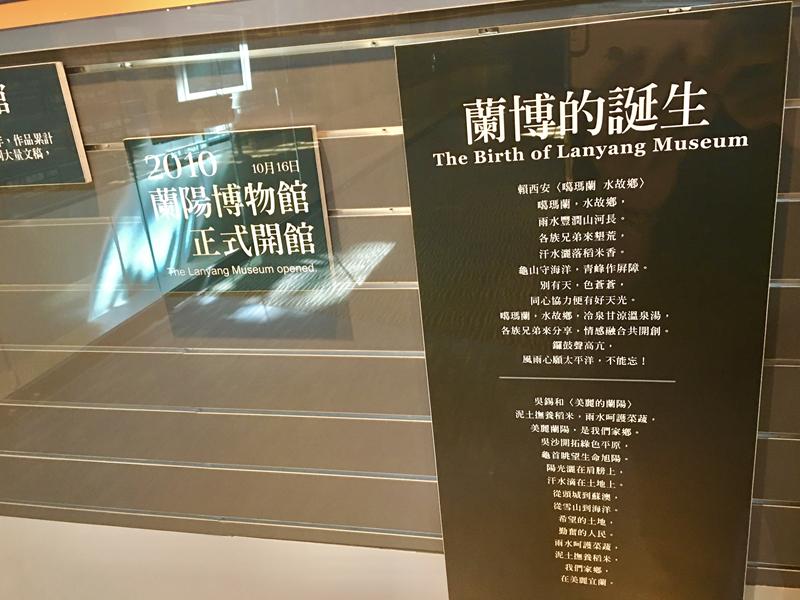 館
年，作品累計
大量文稿，
2010 10月16日
蘭陽博物館
正式開館
The Lanyang Museum opened.
蘭博的誕生
The Birth of Lanyang Museum
賴西安〈噶瑪蘭 水故鄉〉
噶瑪蘭，水故鄉，
雨水豐潤山河長。
各族兄弟來墾荒，
汗水灑落稻米香。
龜山守海洋，青峰作屏障。
別有天，色蒼蒼，
同心協力便有好天光。
噶瑪蘭，水故鄉，冷泉甘涼溫泉湯，
各族兄弟來分享，情感融合共開創。
鑼鼓聲高亢，
風雨心願太平洋，不能忘！
吳錫和〈美麗的蘭陽〉
泥土撫養稻米，雨水呵護菜蔬，
美麗蘭陽，是我們家鄉。
吳沙開拓綠色平原，
龜首眺望生命旭陽。
陽光灑在肩膀上，
汗水滴在土地上。
從頭城到蘇澳，
從雪山到海洋。
希望的土地，
勤奮的人民。
雨水呵護菜蔬，
泥土撫養稻米，
我們家鄉，
在美麗宜蘭。